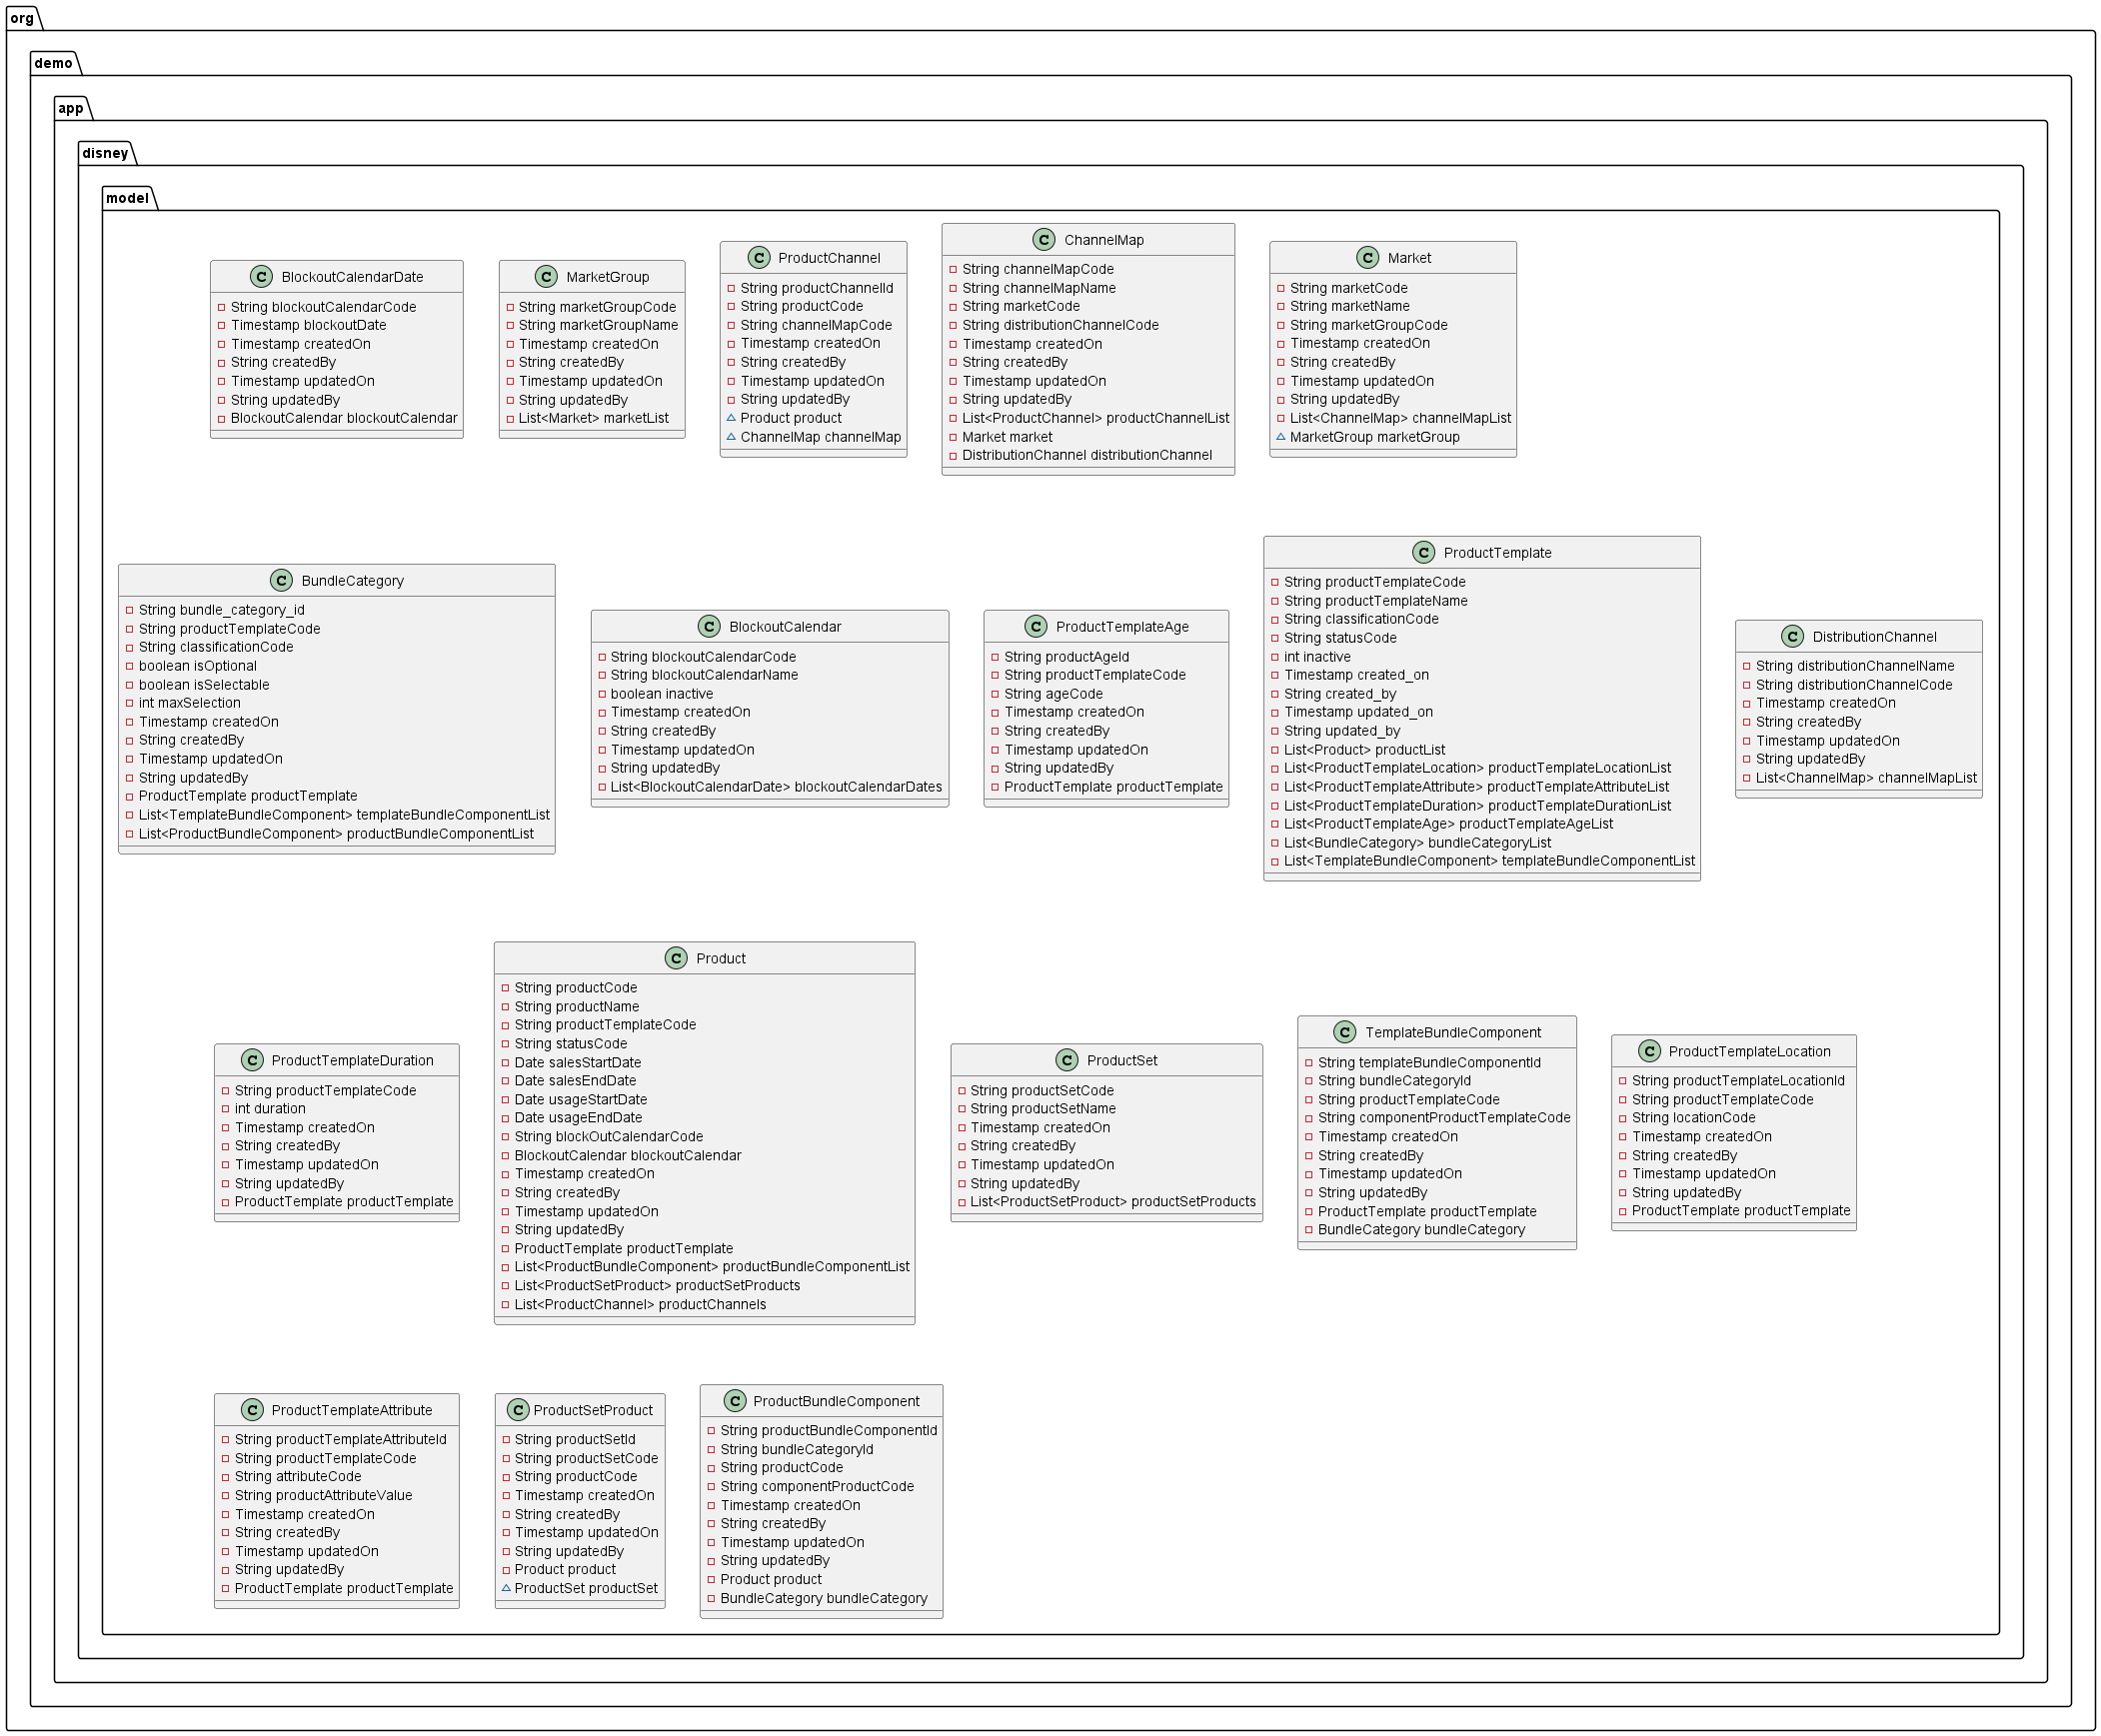 org
demo
app
disney
model
C BlockoutCalendarDate
String blockoutCalendarCode
Timestamp blockoutDate
Timestamp createdOn
String createdBy
Timestamp updatedOn
String updatedBy
BlockoutCalendar blockoutCalendar
C MarketGroup
String marketGroupCode
String marketGroupName
Timestamp createdOn
String createdBy
Timestamp updatedOn
String updatedBy
List<Market> marketList
C ProductChannel
String productChannelId
String productCode
String channelMapCode
Timestamp createdOn
String createdBy
Timestamp updatedOn
String updatedBy
Product product
ChannelMap channelMap
C ChannelMap
String channelMapCode
String channelMapName
String marketCode
String distributionChannelCode
Timestamp createdOn
String createdBy
Timestamp updatedOn
String updatedBy
List<ProductChannel> productChannelList
Market market
DistributionChannel distributionChannel
C Market
String marketCode
String marketName
String marketGroupCode
Timestamp createdOn
String createdBy
Timestamp updatedOn
String updatedBy
List<ChannelMap> channelMapList
MarketGroup marketGroup
C BundleCategory
String bundle_category_id
String productTemplateCode
String classificationCode
boolean isOptional
boolean isSelectable
int maxSelection
Timestamp createdOn
String createdBy
Timestamp updatedOn
String updatedBy
ProductTemplate productTemplate
List<TemplateBundleComponent> templateBundleComponentList
List<ProductBundleComponent> productBundleComponentList
C BlockoutCalendar
String blockoutCalendarCode
String blockoutCalendarName
boolean inactive
Timestamp createdOn
String createdBy
Timestamp updatedOn
String updatedBy
List<BlockoutCalendarDate> blockoutCalendarDates
C ProductTemplateAge
String productAgeId
String productTemplateCode
String ageCode
Timestamp createdOn
String createdBy
Timestamp updatedOn
String updatedBy
ProductTemplate productTemplate
C ProductTemplate
String productTemplateCode
String productTemplateName
String classificationCode
String statusCode
int inactive
Timestamp created_on
String created_by
Timestamp updated_on
String updated_by
List<Product> productList
List<ProductTemplateLocation> productTemplateLocationList
List<ProductTemplateAttribute> productTemplateAttributeList
List<ProductTemplateDuration> productTemplateDurationList
List<ProductTemplateAge> productTemplateAgeList
List<BundleCategory> bundleCategoryList
List<TemplateBundleComponent> templateBundleComponentList
C DistributionChannel
String distributionChannelName
String distributionChannelCode
Timestamp createdOn
String createdBy
Timestamp updatedOn
String updatedBy
List<ChannelMap> channelMapList
C ProductTemplateDuration
String productTemplateCode
int duration
Timestamp createdOn
String createdBy
Timestamp updatedOn
String updatedBy
ProductTemplate productTemplate
C Product
String productCode
String productName
String productTemplateCode
String statusCode
Date salesStartDate
Date salesEndDate
Date usageStartDate
Date usageEndDate
String blockOutCalendarCode
BlockoutCalendar blockoutCalendar
Timestamp createdOn
String createdBy
Timestamp updatedOn
String updatedBy
ProductTemplate productTemplate
List<ProductBundleComponent> productBundleComponentList
List<ProductSetProduct> productSetProducts
List<ProductChannel> productChannels
C ProductSet
String productSetCode
String productSetName
Timestamp createdOn
String createdBy
Timestamp updatedOn
String updatedBy
List<ProductSetProduct> productSetProducts
C TemplateBundleComponent
String templateBundleComponentId
String bundleCategoryId
String productTemplateCode
String componentProductTemplateCode
Timestamp createdOn
String createdBy
Timestamp updatedOn
String updatedBy
ProductTemplate productTemplate
BundleCategory bundleCategory
C ProductTemplateLocation
String productTemplateLocationId
String productTemplateCode
String locationCode
Timestamp createdOn
String createdBy
Timestamp updatedOn
String updatedBy
ProductTemplate productTemplate
C ProductTemplateAttribute
String productTemplateAttributeId
String productTemplateCode
String attributeCode
String productAttributeValue
Timestamp createdOn
String createdBy
Timestamp updatedOn
String updatedBy
ProductTemplate productTemplate
C ProductSetProduct
String productSetId
String productSetCode
String productCode
Timestamp createdOn
String createdBy
Timestamp updatedOn
String updatedBy
Product product
ProductSet productSet
C ProductBundleComponent
String productBundleComponentId
String bundleCategoryId
String productCode
String componentProductCode
Timestamp createdOn
String createdBy
Timestamp updatedOn
String updatedBy
Product product
BundleCategory bundleCategory